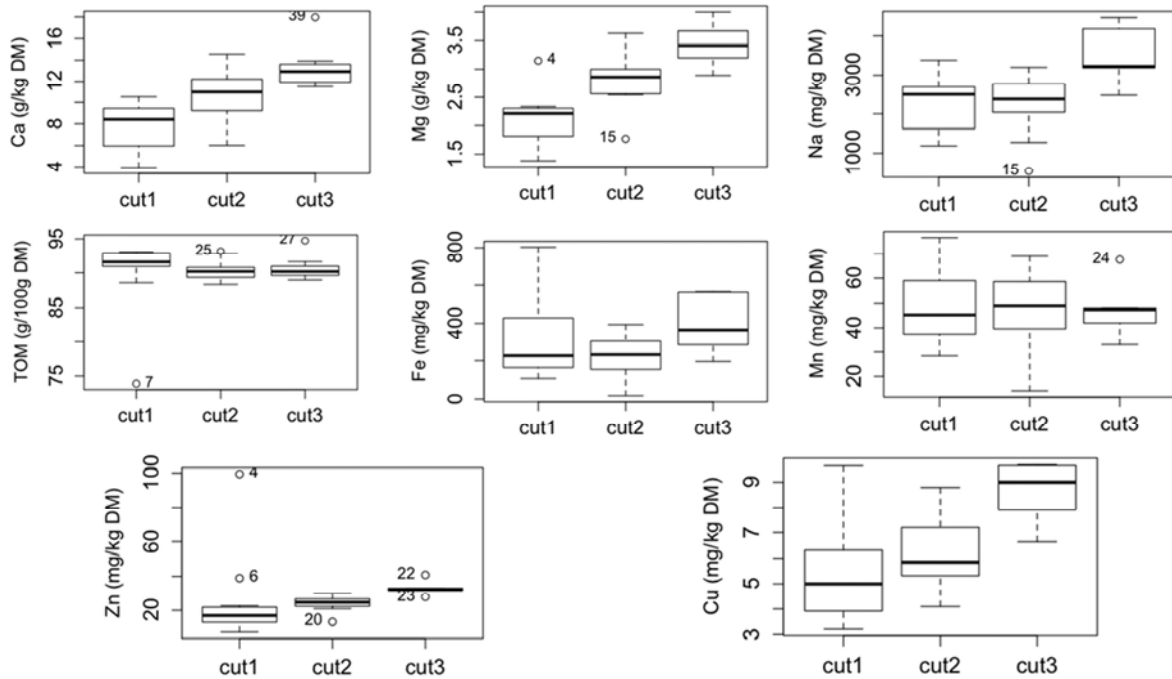 Ca (g/kg DM)
16
12
8
4
39
cut1 cut2 cut3
Mg (g/kg DM)
3.5
2.5
1.5
4
15
cut1 cut2 cut3
Na (mg/kg DM)
3000
1000
15
cut1 cut2 cut3
TOM (g/100g DM)
95
85
75
7
25
27
cut1 cut2 cut3
Fe (mg/kg DM)
800
400
0
cut1 cut2 cut3
Mn (mg/kg DM)
60
40
20
24
cut1 cut2 cut3
Zn (mg/kg DM)
100
60
20
4
6
20
22
23
cut1 cut2 cut3
Cu (mg/kg DM)
9
7
5
3
cut1 cut2 cut3